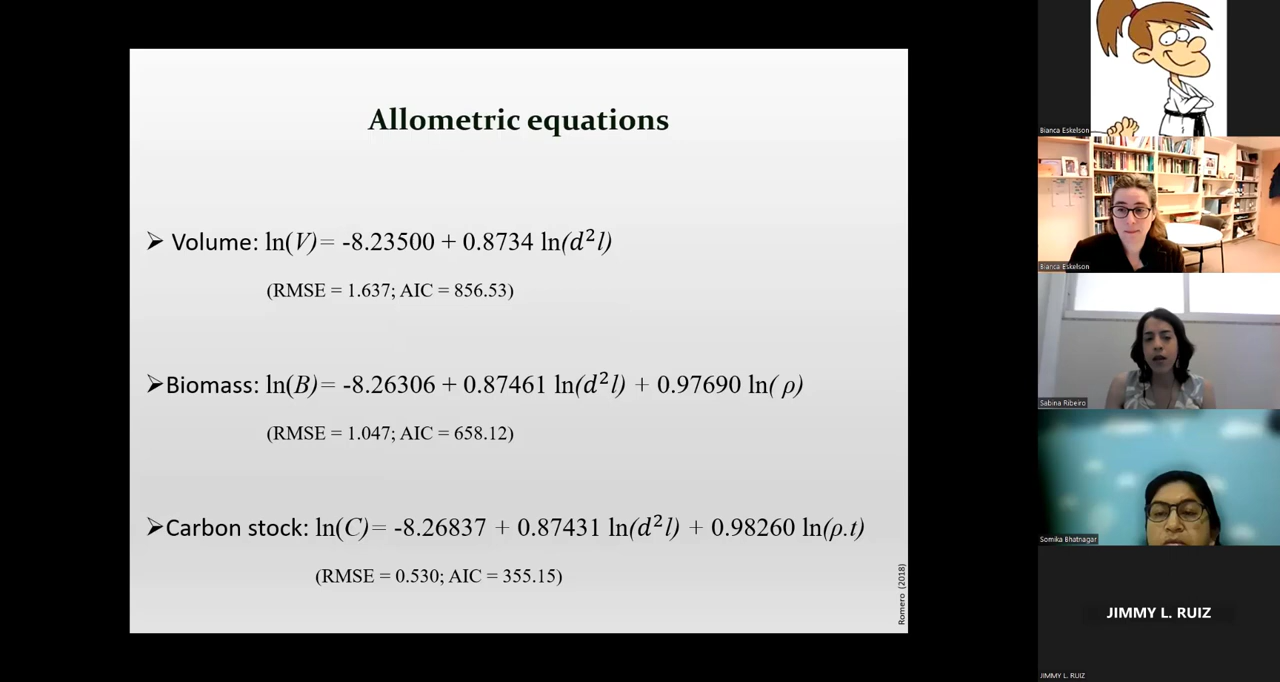 Allometric equations
➢ Volume: ln(V)= -8.23500 + 0.8734 ln(d²l)
(RMSE = 1.637; AIC = 856.53)
➢Biomass: ln(B)= -8.26306 + 0.87461 ln(d²l) + 0.97690 ln( ρ)
(RMSE = 1.047; AIC = 658.12)
➢Carbon stock: ln(C)= -8.26837 + 0.87431 ln(d²l) + 0.98260 ln(ρ.t)
(RMSE = 0.530; AIC = 355.15)
Romero (2018)
Bianca Eskelson
Bianca Eskelson
Sabina Ribeiro
Somika Bhatnagar
JIMMY L. RUIZ
JIMMY L. RUIZ